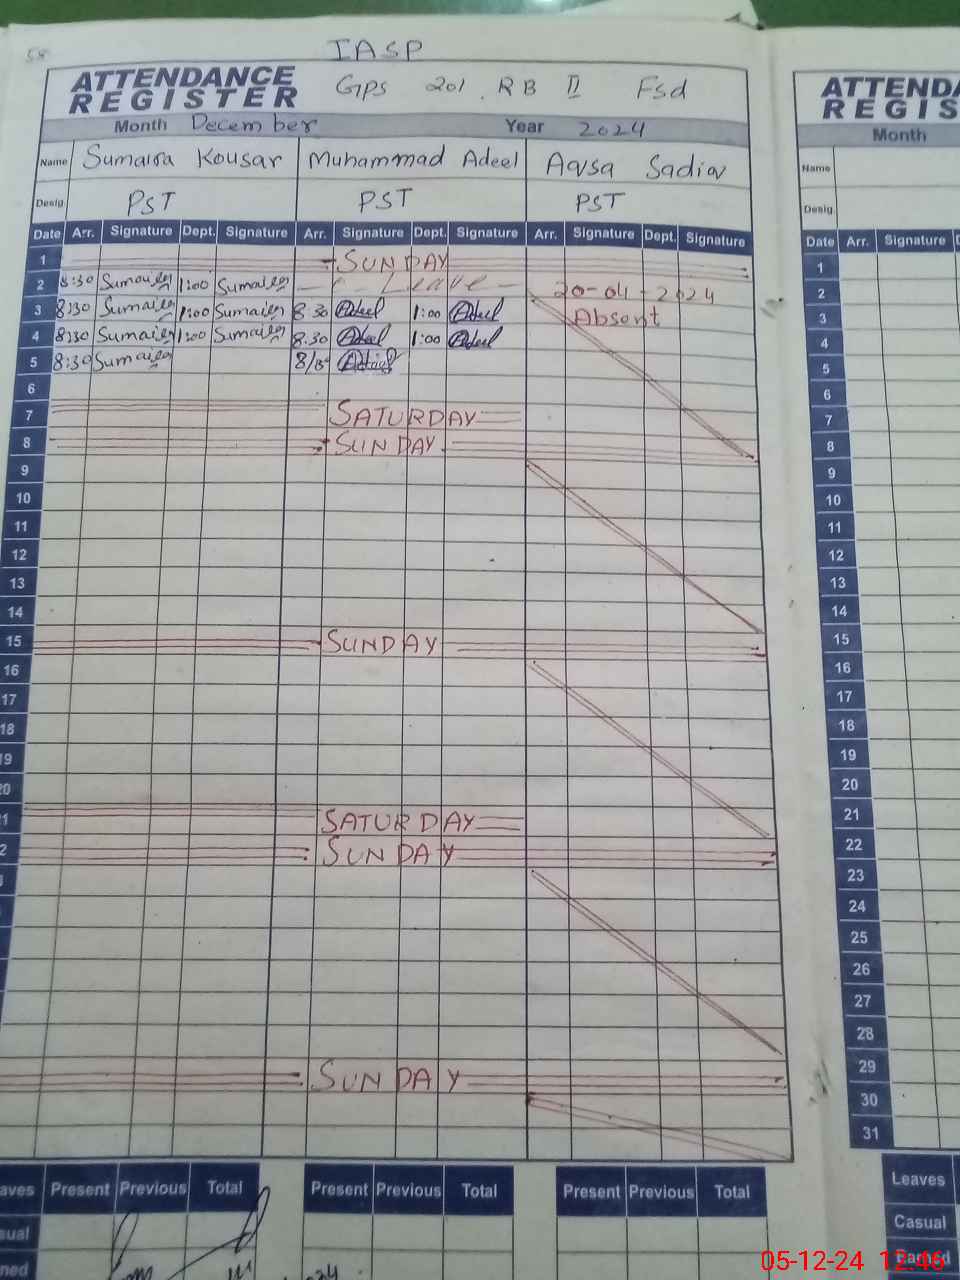 58
IASP
ATTENDANCE REGISTER
GPS 201 RB II Fsd
Month December Year 2024
Name Sumaira Kousar Muhammad Adeel Aqsa Sadiq
Desig. PST PST PST
Date Arr. Signature Dept. Signature Arr. Signature Dept. Signature Arr. Signature Dept. Signature
1 SUNDAY
2 8:30 Sumaira 1:00 Sumaira Leave 20-04-2024
3 8:30 Sumaira 1:00 Sumaira 8.30 Adeel 1:00 Adeel Absent
4 8:30 Sumaira 1:00 Sumaira 8.30 Adeel 1:00 Adeel
5 8:30 Sumaira Adeel
6
7 SATURDAY
8 SUNDAY
9
10
11
12
13
14
15 SUNDAY
16
17
18
19
20
1 SATURDAY
2 SUNDAY
SUNDAY
aves Present Previous Total Present Previous Total Present Previous Total
sual
ned
ATTENDA
REGIS
Month
Name
Desig.
Date Arr. Signature
1
2
3
4
5
6
7
8
9
10
11
12
13
14
15
16
17
18
19
20
21
22
23
24
25
26
27
28
29
30
31
Leaves
Casual
Earned
05-12-24 12:46